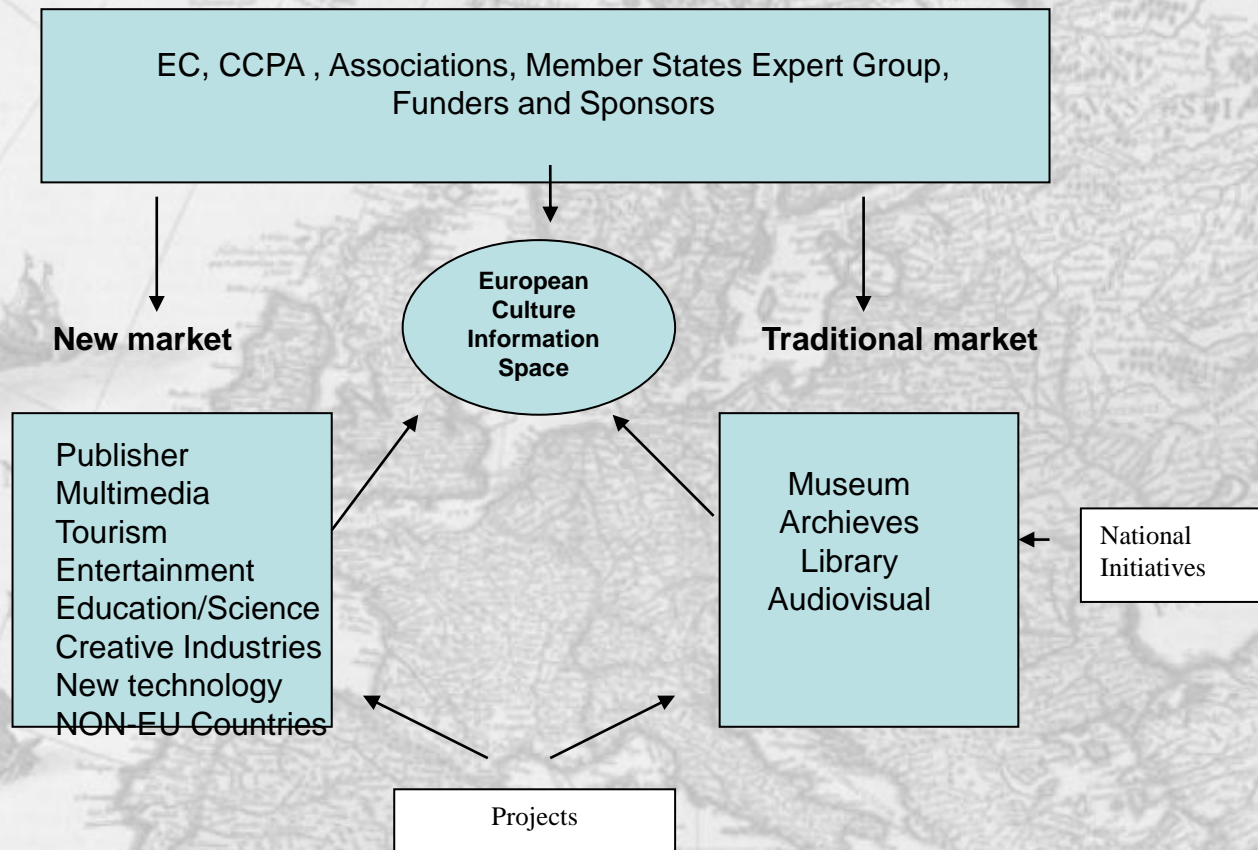 EC, CCPA , Associations, Member States Expert Group,
Funders and Sponsors
European
Culture
Information
Space
New market
Traditional market
Publisher
Multimedia
Tourism
Entertainment
Education/Science
Creative Industries
New technology
NON-EU Countries
Museum
Archieves
Library
Audiovisual
National
Initiatives
Projects